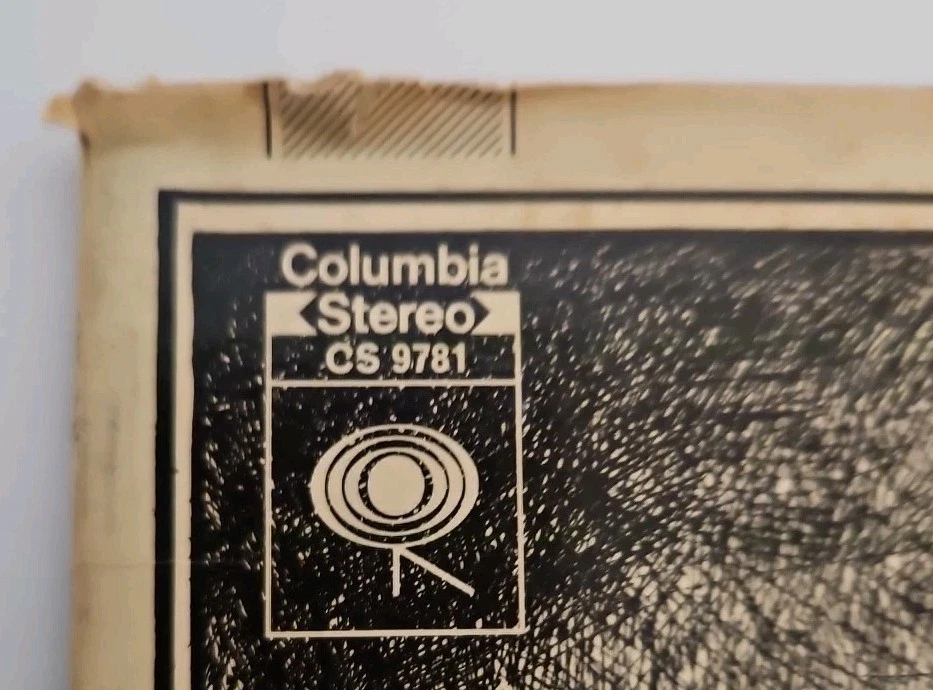 Columbia
Stereo
CS 9781